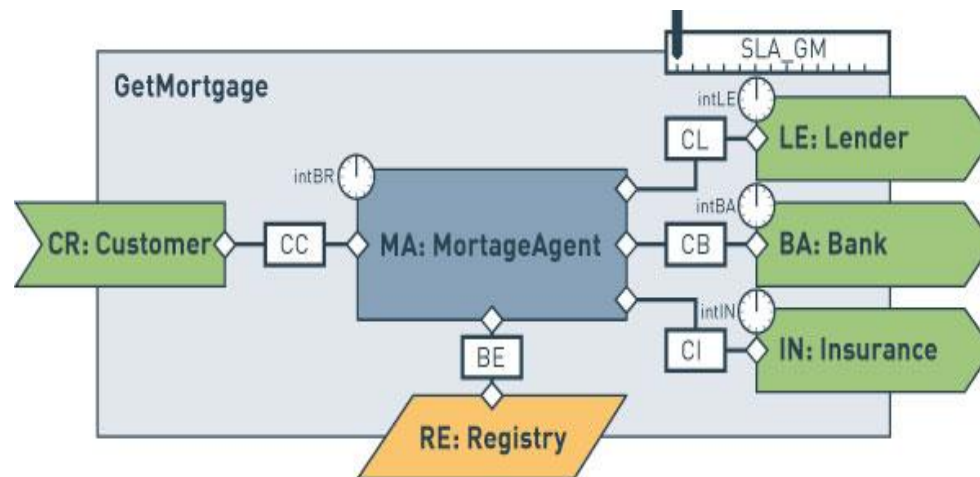 SLA_GM
GetMortgage
intLE
CL
LE: Lender
intBR
intBA
CR: Customer
CC
MA: MortageAgent
CB
BA: Bank
intIN
BE
CI
IN: Insurance
RE: Registry